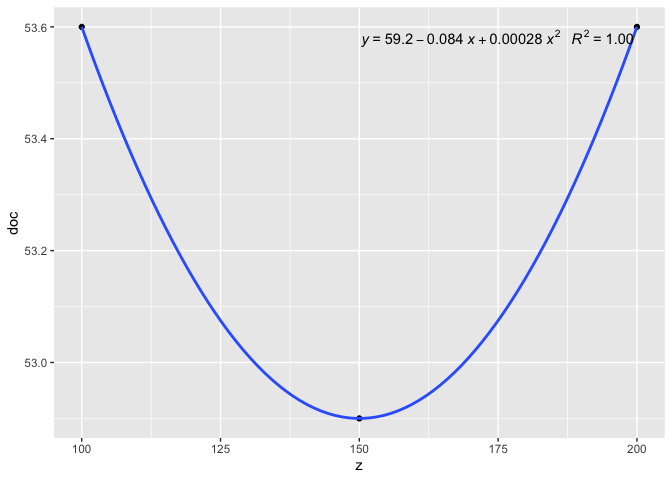 53.6
53.4
53.2
53.0
doc
y = 59.2 – 0.084 x + 0.00028 x² R² = 1.00
100 125 150 175 200
z